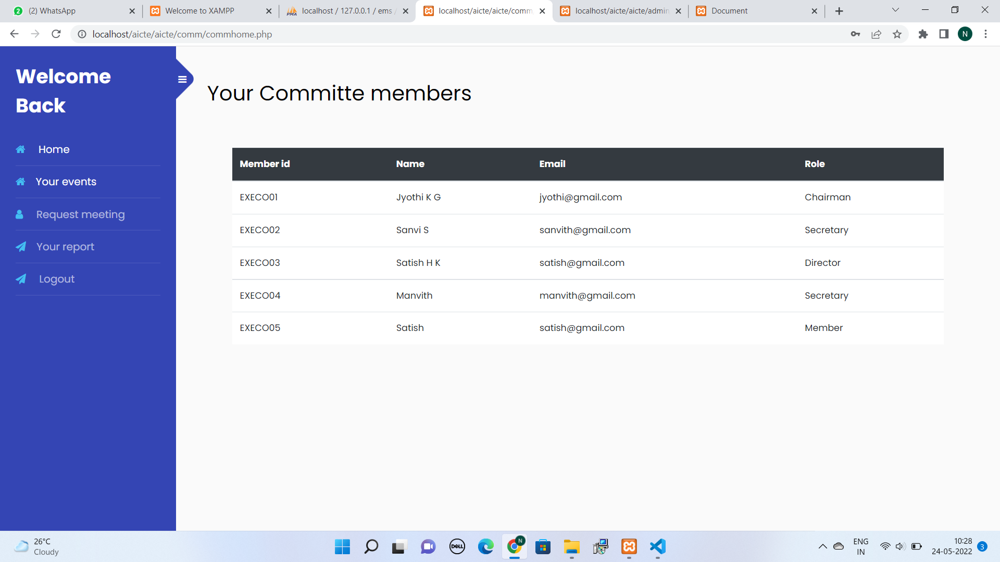 (2) WhatsApp
Welcome to XAMPP
localhost / 127.0.0.1 / ems /
localhost/aicte/aicte/comm
localhost/aicte/aicte/admin
Document
localhost/aicte/aicte/comm/commhome.php
N
Welcome
Back
Home
Your events
Request meeting
Your report
Logout
Your Committe members
Member id Name Email Role
EXECO01 Jyothi K G jyothi@gmail.com Chairman
EXECO02 Sanvi S sanvith@gmail.com Secretary
EXECO03 Satish H K satish@gmail.com Director
EXECO04 Manvith manvith@gmail.com Secretary
EXECO05 Satish satish@gmail.com Member
26°C
Cloudy
DELL
N
ENG
IN
10:28
24-05-2022
3